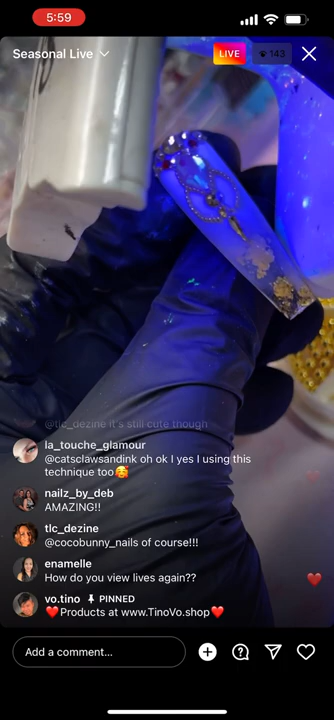 5:59
Seasonal Live
LIVE
143
@tlc_dezine it's still cute though
la_touche_glamour
@catsclawsandink oh ok I yes I using this
technique too🥰
nailz_by_deb
AMAZING!!
tlc_dezine
@cocobunny_nails of course!!!
enamelle
How do you view lives again??
vo.tino PINNED
❤️Products at www.TinoVo.shop❤️
Add a comment...